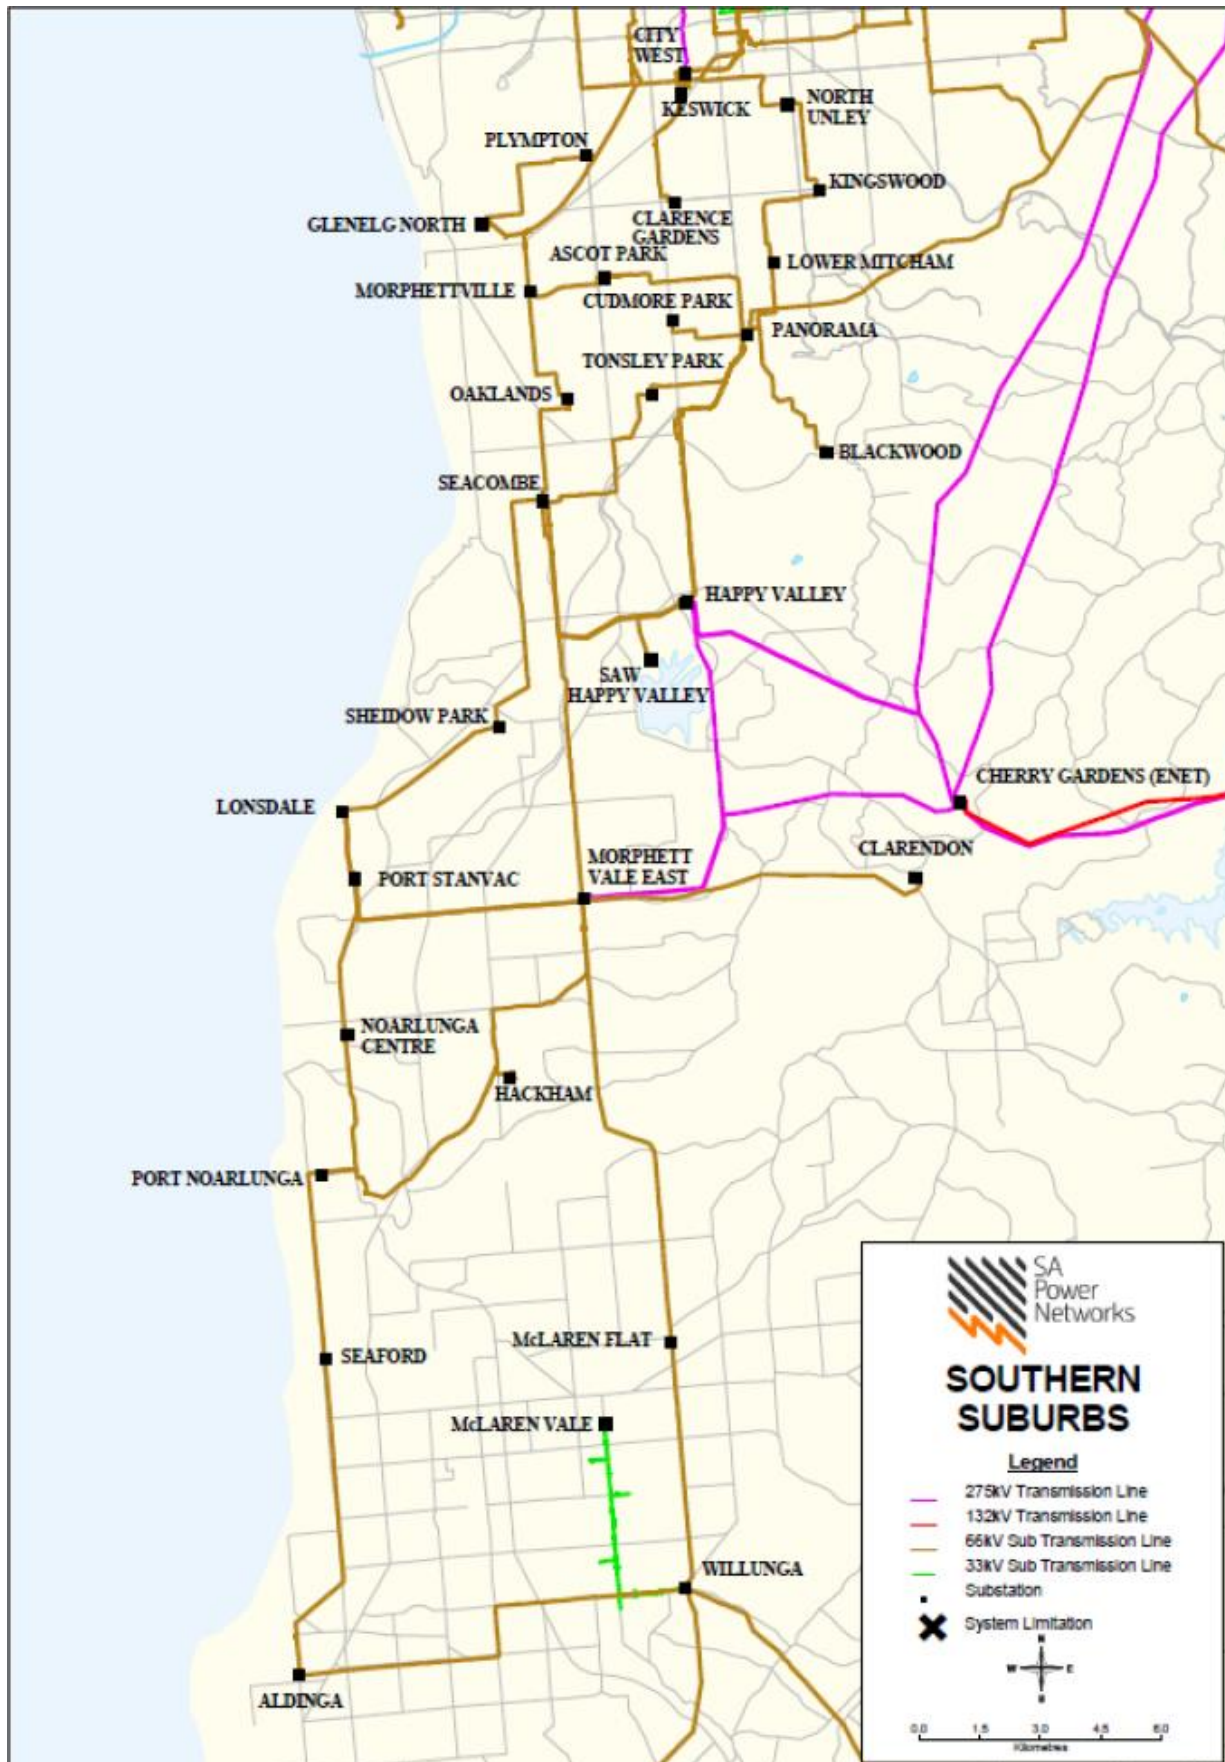 CITY
WEST
KESWICK
NORTH
UNLEY
PLYMPTON
KINGSWOOD
GLENELG NORTH
CLARENCE
GARDENS
ASCOT PARK
LOWER MITCHAM
MORPHETTVILLE
CUDMORE PARK
PANORAMA
TONSLEY PARK
OAKLANDS
BLACKWOOD
SEACOMBE
HAPPY VALLEY
SAW
HAPPY VALLEY
SHEIDOW PARK
CHERRY GARDENS (ENET)
LONSDALE
CLARENDON
MORPHETT
VALE EAST
PORT STANVAC
NOARLUNGA
CENTRE
HACKHAM
PORT NOARLUNGA
McLAREN FLAT
SEAFORD
McLAREN VALE
WILLUNGA
ALDINGA
SA
Power
Networks
SOUTHERN
SUBURBS
Legend
275kV Transmission Line
132kV Transmission Line
66kV Sub Transmission Line
33kV Sub Transmission Line
Substation
System Limitation
N
W E
S
0.0 1.5 3.0 4.5 6.0
Kilometres